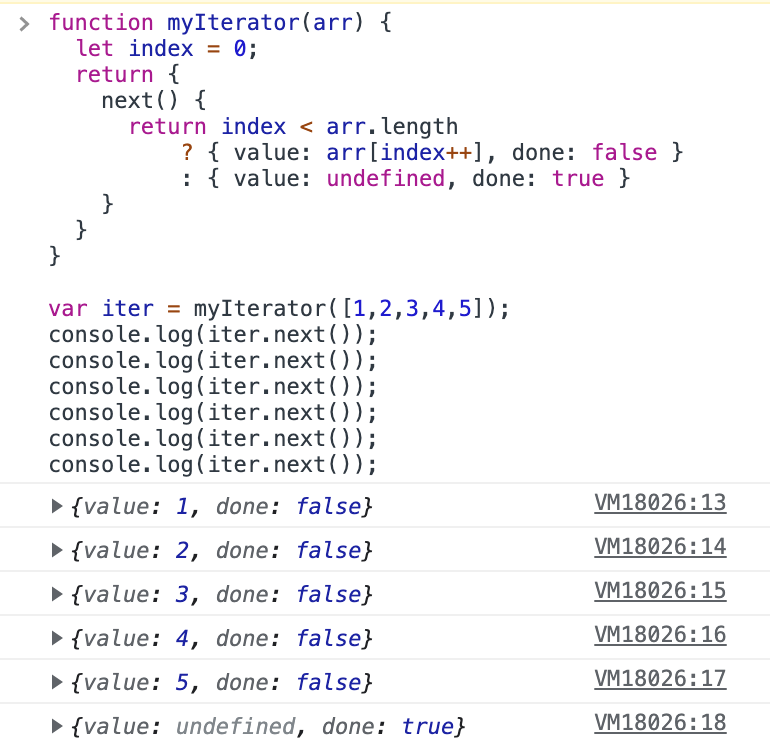 function myIterator(arr) {
  let index = 0;
  return {
    next() {
      return index < arr.length
          ? { value: arr[index++], done: false }
          : { value: undefined, done: true }
    }
  }
}

var iter = myIterator([1,2,3,4,5]);
console.log(iter.next());
console.log(iter.next());
console.log(iter.next());
console.log(iter.next());
console.log(iter.next());
console.log(iter.next());
{value: 1, done: false} VM18026:13
{value: 2, done: false} VM18026:14
{value: 3, done: false} VM18026:15
{value: 4, done: false} VM18026:16
{value: 5, done: false} VM18026:17
{value: undefined, done: true} VM18026:18